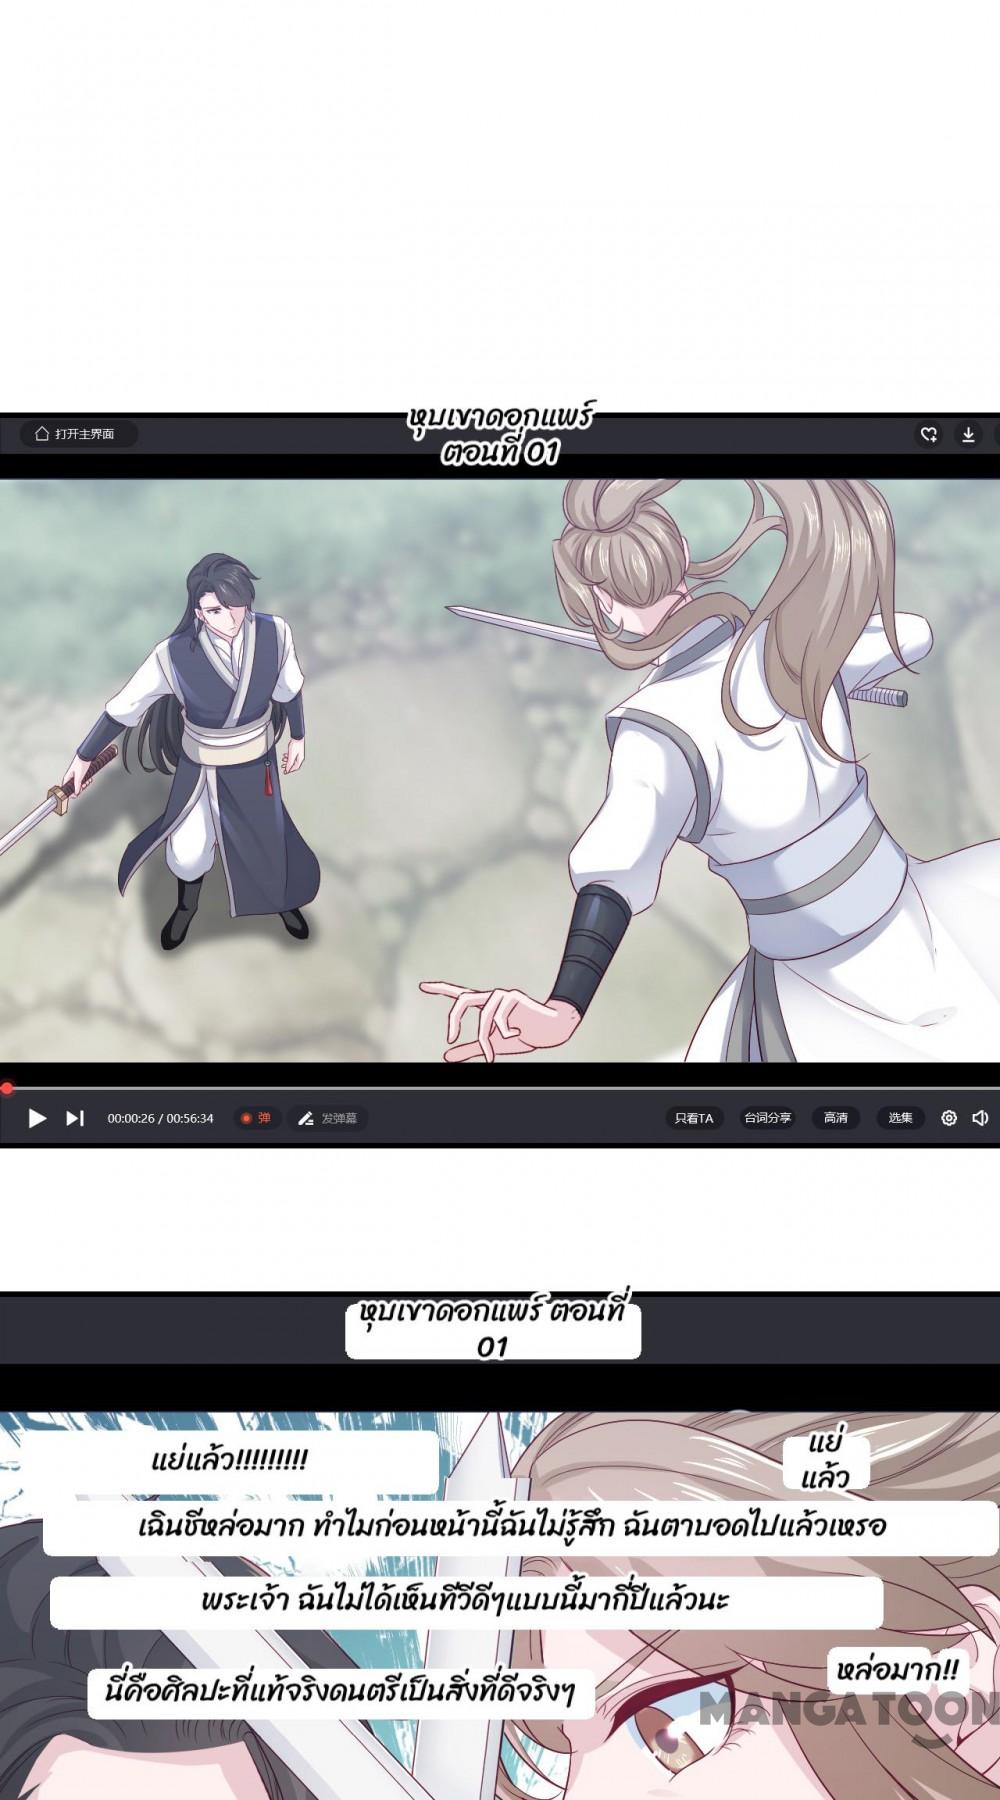 หุบเขาดอกแพร์
ตอนที่ 01
打开主界面
00:00:26 / 00:56:34
弹
发弹幕
只看TA
台词分享
高清
选集
หุบเขาดอกแพร์ ตอนที่
01
แย่แล้ว!!!!!!!!!
แย่
แล้ว
เฉินชีหล่อมาก ทำไมก่อนหน้านี้ฉันไม่รู้สึก ฉันตาบอดไปแล้วเหรอ
พระเจ้า ฉันไม่ได้เห็นทีวีดีๆแบบนี้มากี่ปีแล้วนะ
หล่อมาก!!
นี่คือศิลปะที่แท้จริงดนตรีเป็นสิ่งที่ดีจริงๆ
MANGATOON